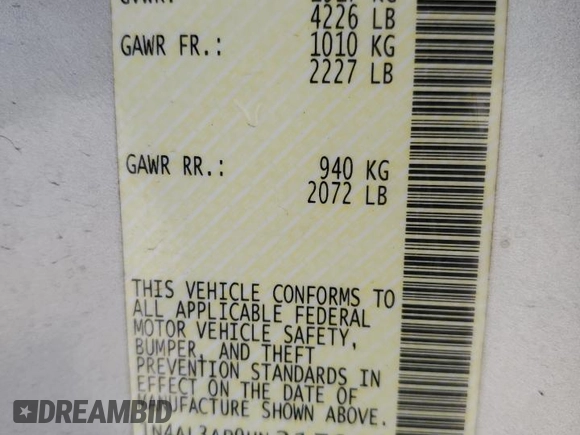 GVWR:
4226 LB
GAWR FR.: 1010 KG
2227 LB
GAWR RR.: 940 KG
2072 LB
THIS VEHICLE CONFORMS TO
ALL APPLICABLE FEDERAL
MOTOR VEHICLE SAFETY,
BUMPER, AND THEFT
PREVENTION STANDARDS IN
EFFECT ON THE DATE OF
MANUFACTURE SHOWN ABOVE.
DREAMBID